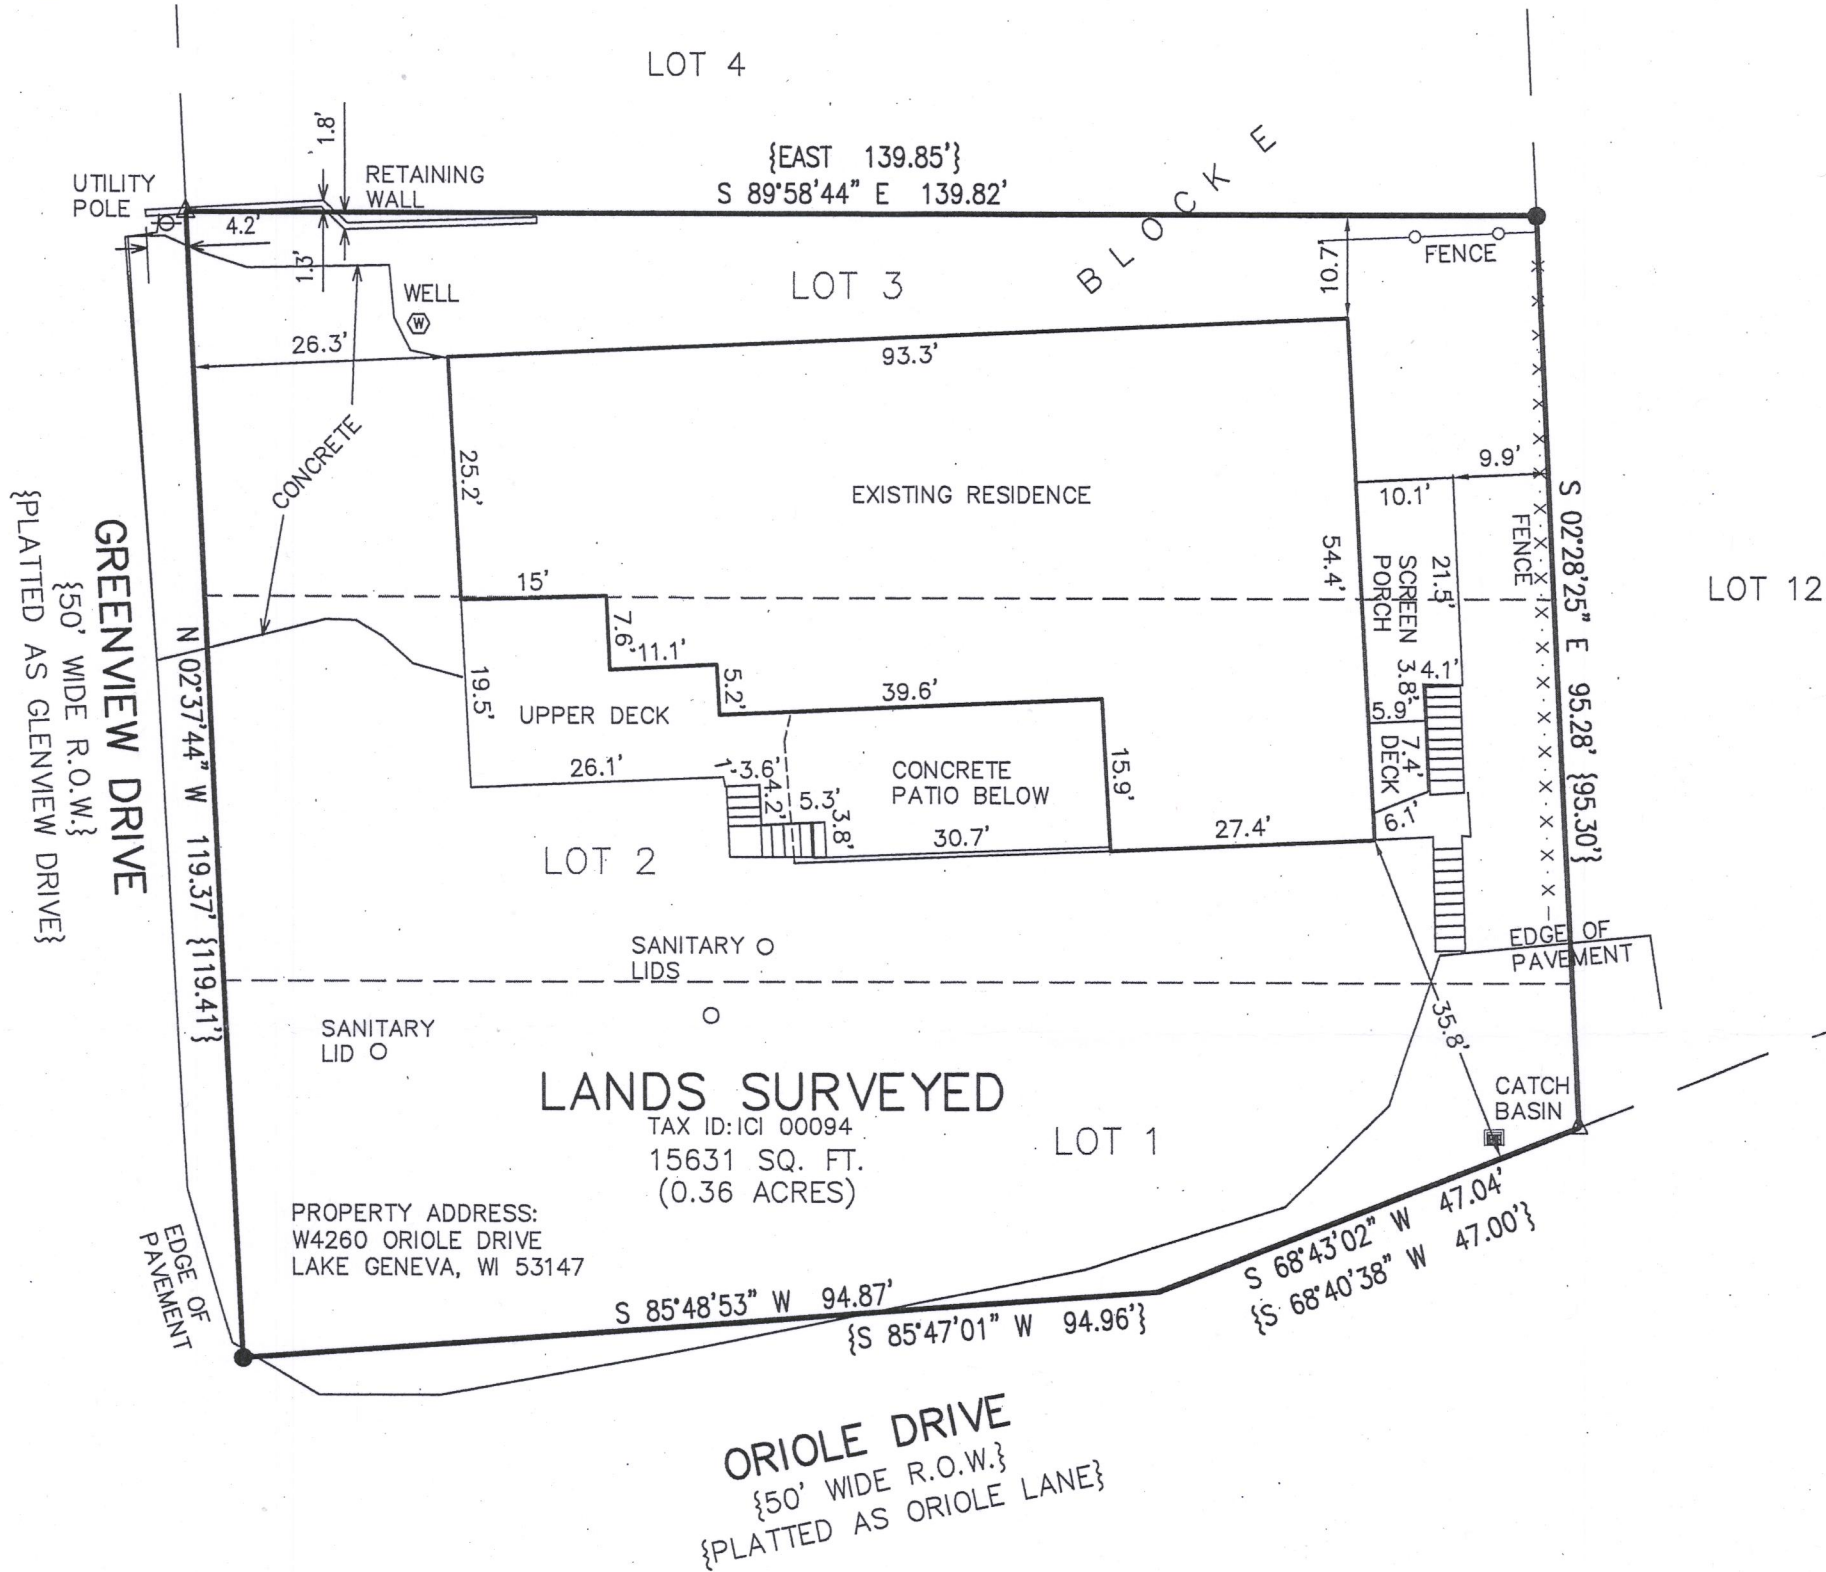 LOT 4
1.8'
{EAST 139.85'}
S 89°58'44" E 139.82'
BLOCK E
UTILITY
POLE
RETAINING
WALL
4.2'
1.3'
WELL
W
LOT 3
10.7'
FENCE
26.3'
93.3'
CONCRETE
25.2'
EXISTING RESIDENCE
9.9'
10.1'
FENCE
S 02°28'25" E 95.28' {95.30'}
LOT 12
54.4'
SCREEN
PORCH
21.5'
15'
7.6'
11.1'
5.2'
39.6'
19.5'
UPPER DECK
3.8'
4.1'
5.9'
7.4'
DECK
6.1'
26.1'
1'
3.6'
4.2'
5.3'
3.8'
CONCRETE
PATIO BELOW
15.9'
30.7'
27.4'
GREENVIEW DRIVE
{50' WIDE R.O.W.}
{PLATTED AS GLENVIEW DRIVE}
N 02°37'44" W 119.37' {119.41'}
LOT 2
SANITARY
LIDS
EDGE OF
PAVEMENT
35.8'
SANITARY
LID
LANDS SURVEYED
TAX ID:ICI 00094
15631 SQ. FT.
(0.36 ACRES)
LOT 1
CATCH
BASIN
PROPERTY ADDRESS:
W4260 ORIOLE DRIVE
LAKE GENEVA, WI 53147
EDGE OF
PAVEMENT
S 85°48'53" W 94.87'
{S 85°47'01" W 94.96'}
S 68°43'02" W 47.04'
{S 68°40'38" W 47.00'}
ORIOLE DRIVE
{50' WIDE R.O.W.}
{PLATTED AS ORIOLE LANE}